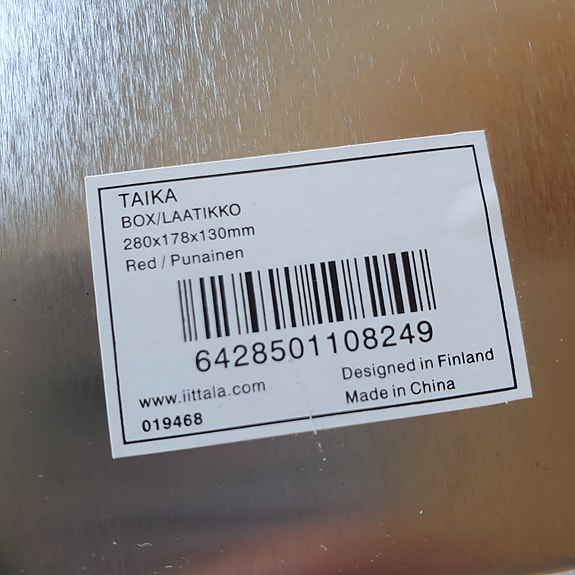 TAIKA
BOX/LAATIKKO
280x178x130mm
Red / Punainen
6428501108249
www.iittala.com
Designed in Finland
019468
Made in China